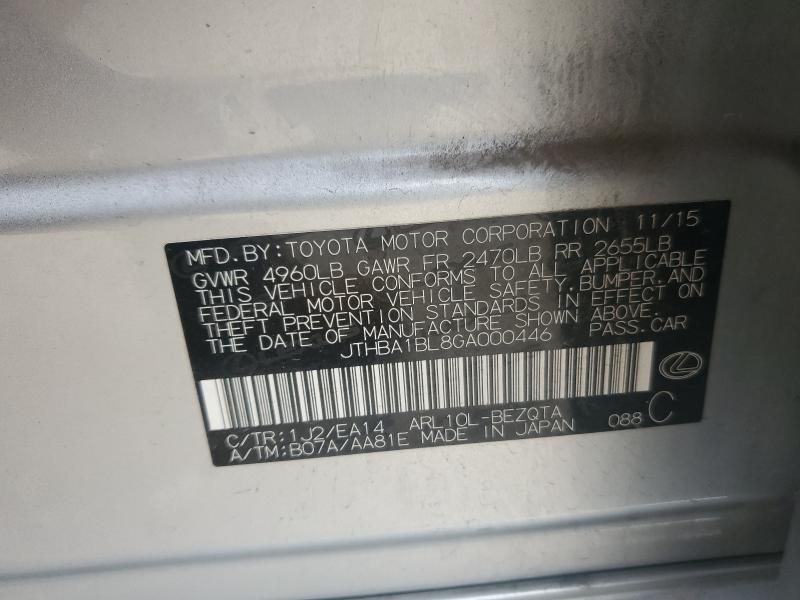 MFD. BY: TOYOTA MOTOR CORPORATION 11/15
GVWR 4960LB GAWR FR 2470LB RR 2655LB
THIS VEHICLE CONFORMS TO ALL APPLICABLE
FEDERAL MOTOR VEHICLE SAFETY, BUMPER, AND
THEFT PREVENTION STANDARDS IN EFFECT ON
THE DATE OF MANUFACTURE SHOWN ABOVE.
JTHBA1BL8GA000446 PASS. CAR
C/TR: 1J2/EA14 ARL10L-BEZQTA
A/TM: B07A/AA81E MADE IN JAPAN 088 C